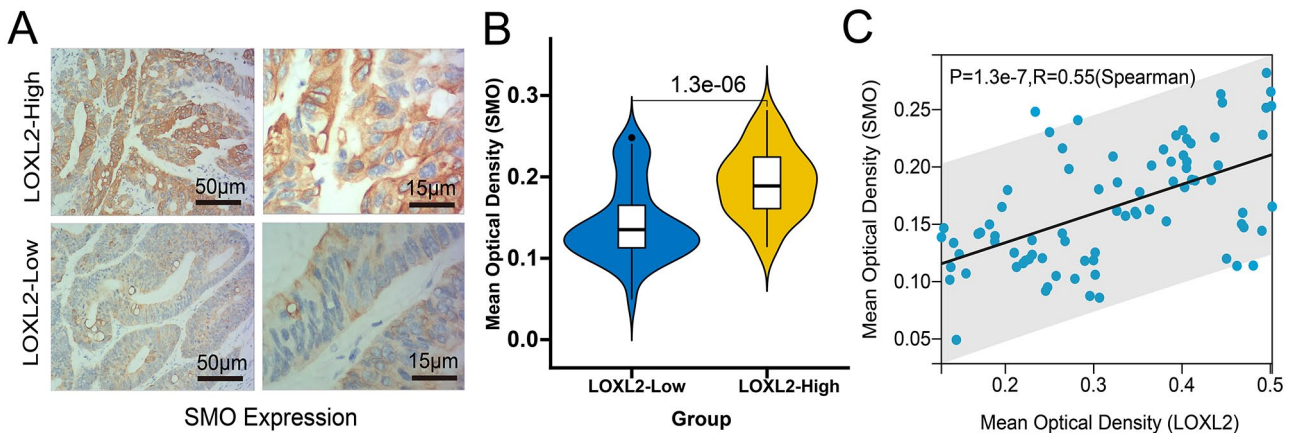 A
LOXL2-High
50µm
15µm
LOXL2-Low
50µm
15µm
SMO Expression
B
Mean Optical Density (SMO)
0.3
0.2
0.1
0.0
1.3e-06
LOXL2-Low
LOXL2-High
Group
C
Mean Optical Density (SMO)
P=1.3e-7,R=0.55(Spearman)
0.25
0.20
0.15
0.10
0.05
0.2
0.3
0.4
0.5
Mean Optical Density (LOXL2)